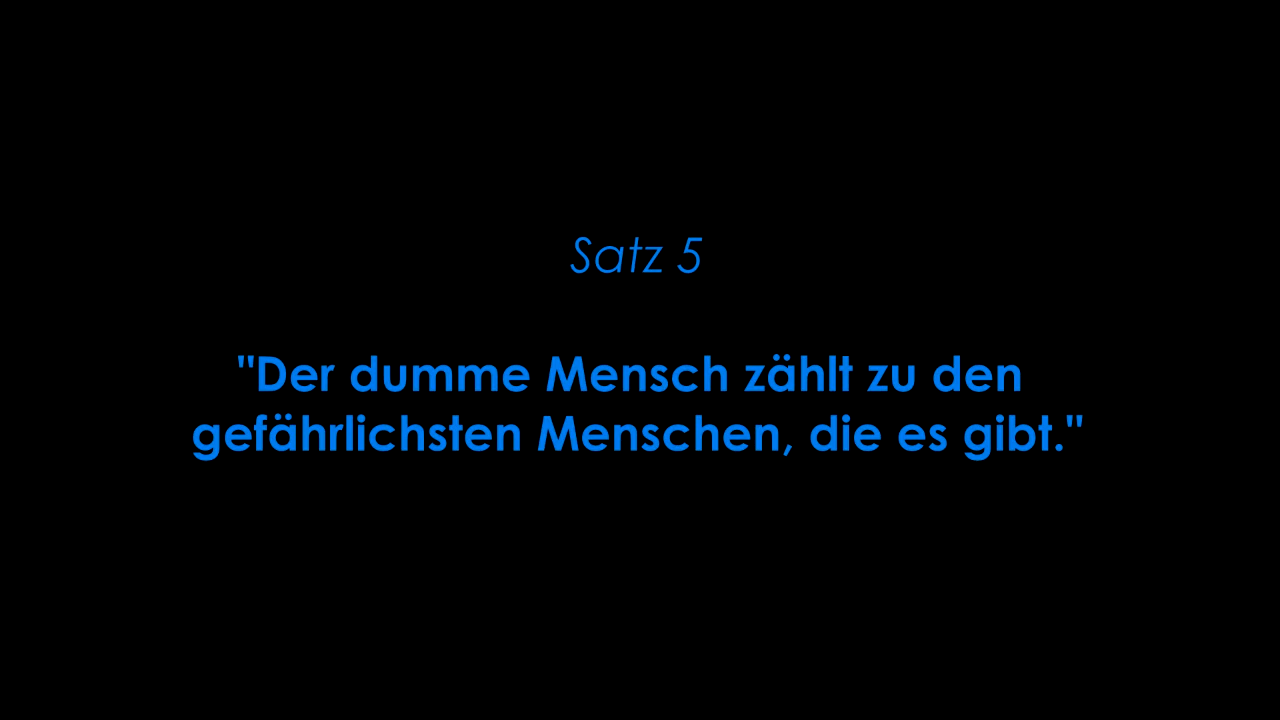 Satz 5
"Der dumme Mensch zählt zu den
gefährlichsten Menschen, die es gibt."